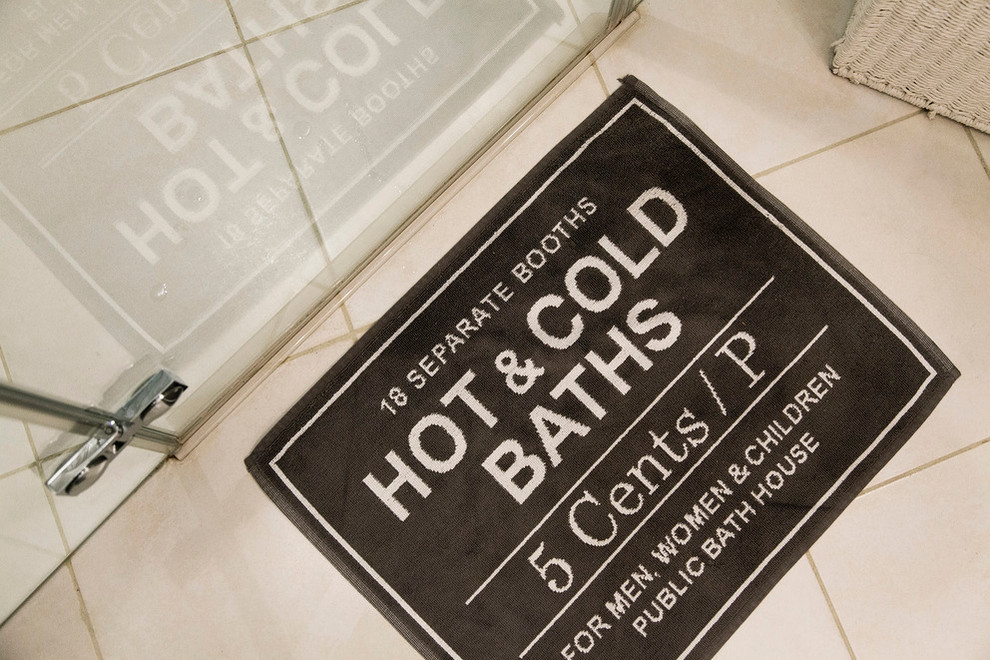 18 SEPARATE BOOTHS
HOT & COLD
BATHS
5 Cents / P
FOR MEN, WOMEN & CHILDREN
PUBLIC BATH HOUSE